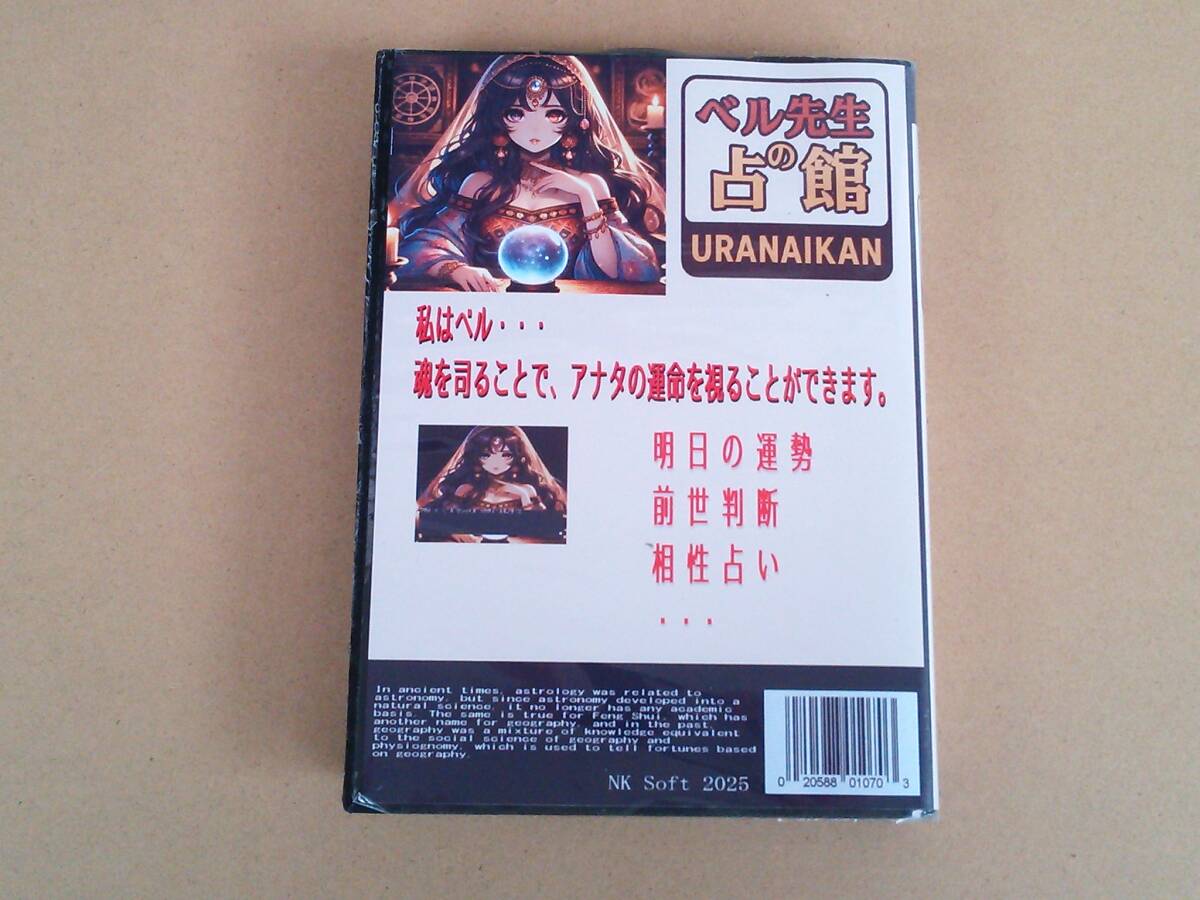 ベル先生
の
占館
URANAIKAN
私はベル・・・
魂を司ることで、アナタの運命を視ることができます。
明日の運勢
前世判断
相性占い
・・・
In ancient times, astrology was related to
astronomy, but since astronomy developed into a
natural science, it no longer has any academic
basis. The same is true for Feng Shui, which has
another name for geography, and in the past,
geography was a mixture of knowledge equivalent
to the social science of geography and
physiognomy, which is used to tell fortunes based
on geography.
NK Soft 2025
0 20588 01070 3